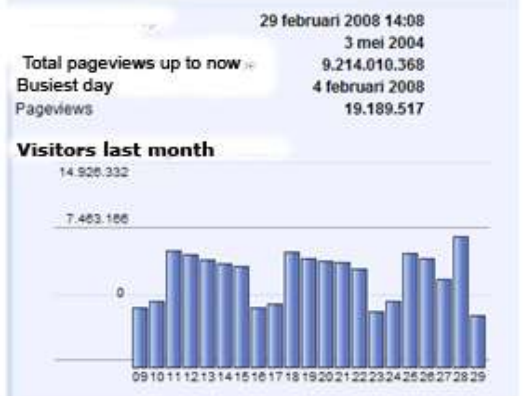 29 februari 2008 14:08
3 mei 2004
Total pageviews up to now 9.214.010.368
Busiest day 4 februari 2008
Pageviews 19.189.517
Visitors last month
14.926.332
7.463.166
0
09 10 11 12 13 14 15 16 17 18 19 20 21 22 23 24 25 26 27 28 29